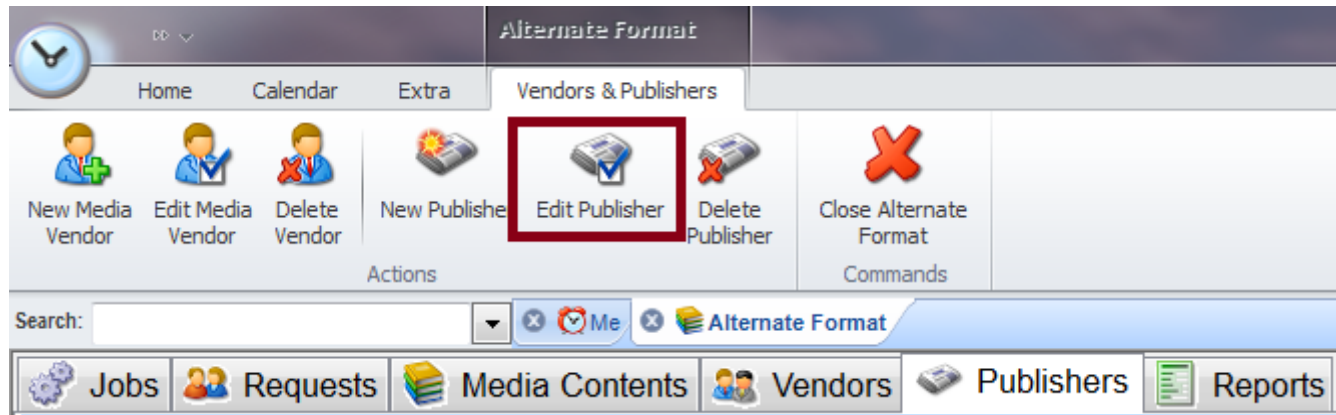 Alternate Format
Home Calendar Extra Vendors & Publishers
New Media Vendor
Edit Media Vendor
Delete Vendor
New Publishe
Edit Publisher
Delete Publisher
Close Alternate Format
Actions Commands
Search: Me Alternate Format
Jobs Requests Media Contents Vendors Publishers Reports